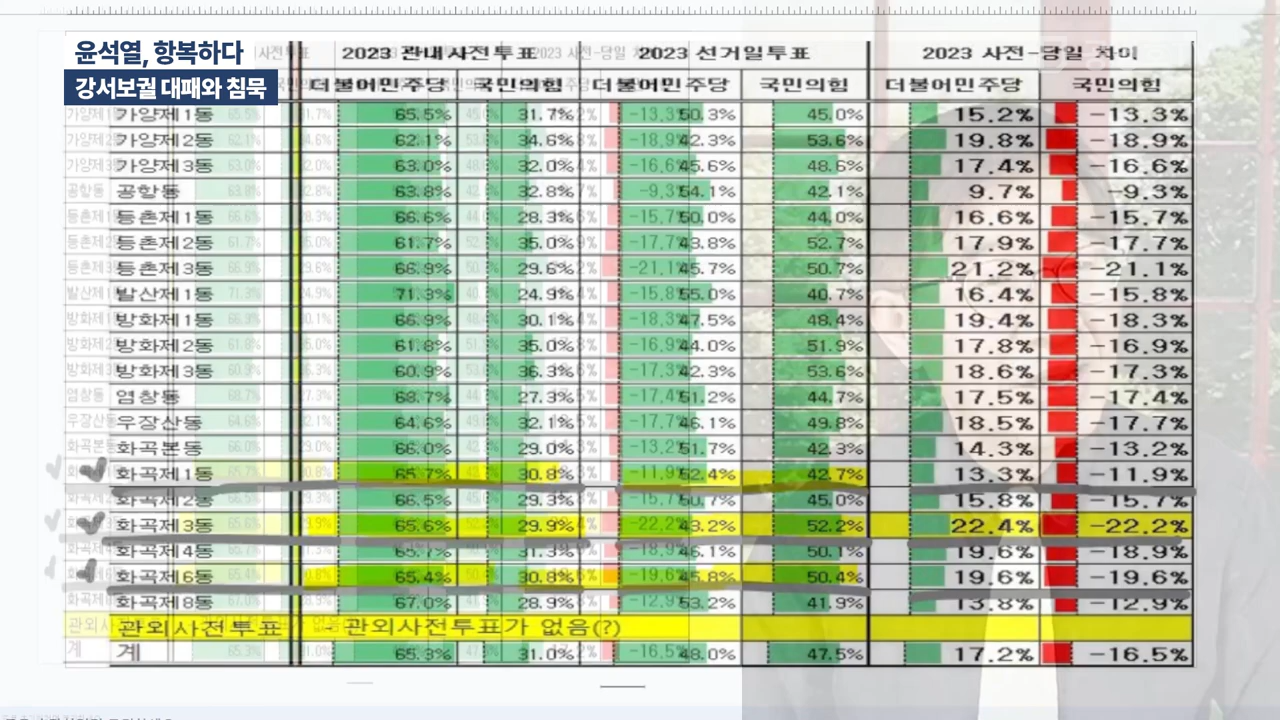 윤석열, 항복하다
강서보궐 대패와 침묵
2023 관내사전투표 2023 선거일투표 2023 사전-당일 차이
더불어민주당 국민의힘 더불어민주당 국민의힘 더불어민주당 국민의힘
가양제1동 65.5% 31.7% 50.3% 45.0% 15.2% -13.3%
가양제2동 62.1% 34.6% 42.3% 53.6% 19.8% -18.9%
가양제3동 63.0% 32.0% 45.6% 48.6% 17.4% -16.6%
공항동 63.8% 32.8% 54.1% 42.1% 9.7% -9.3%
등촌제1동 66.6% 28.3% 50.0% 44.0% 16.6% -15.7%
등촌제2동 61.7% 35.0% 43.8% 52.7% 17.9% -17.7%
등촌제3동 66.9% 29.6% 45.7% 50.7% 21.2% -21.1%
발산제1동 71.3% 24.9% 55.0% 40.7% 16.4% -15.8%
방화제1동 66.9% 30.1% 47.5% 48.4% 19.4% -18.3%
방화제2동 61.8% 35.0% 44.0% 51.9% 17.8% -16.9%
방화제3동 60.9% 36.3% 42.3% 53.6% 18.6% -17.3%
염창동 68.7% 27.3% 51.2% 44.7% 17.5% -17.4%
우장산동 64.6% 32.1% 46.1% 49.8% 18.5% -17.7%
화곡본동 66.0% 29.0% 51.7% 42.3% 14.3% -13.2%
화곡제1동 65.7% 30.8% 52.4% 42.7% 13.3% -11.9%
화곡제2동 66.5% 29.3% 50.7% 45.0% 15.8% -15.7%
화곡제3동 65.6% 29.9% 43.2% 52.2% 22.4% -22.2%
화곡제4동 65.7% 31.3% 46.1% 50.1% 19.6% -18.9%
화곡제6동 65.4% 30.8% 45.8% 50.4% 19.6% -19.6%
화곡제8동 67.0% 28.9% 53.2% 41.9% 13.8% -12.9%
관외사전투표 - 관외사전투표가 없음(?)
계 65.3% 31.0% 48.0% 47.5% 17.2% -16.5%